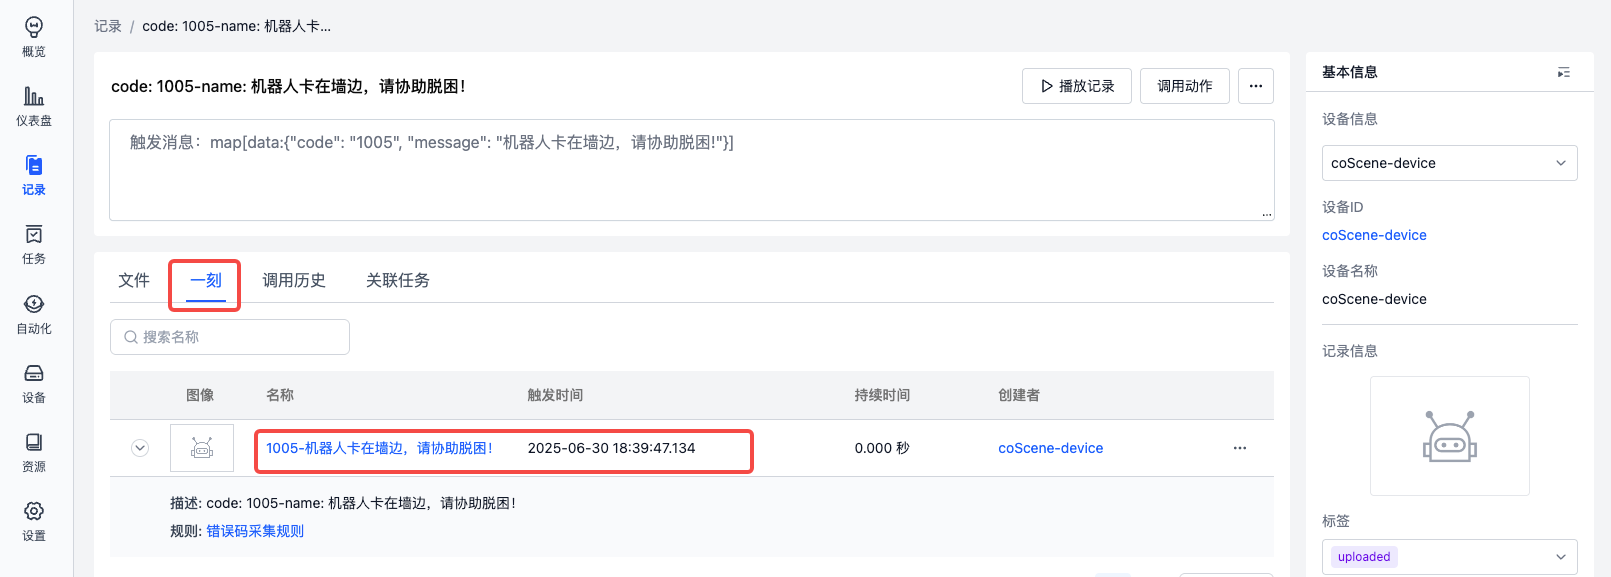 概览
仪表盘
记录
任务
自动化
设备
资源
设置
记录 / code: 1005-name: 机器人卡...
code: 1005-name: 机器人卡在墙边，请协助脱困！
播放记录
调用动作
...
触发消息：map[data:{"code": "1005", "message": "机器人卡在墙边，请协助脱困!"}]
...
文件 一刻 调用历史 关联任务
搜索名称
图像 名称 触发时间 持续时间 创建者
1005-机器人卡在墙边，请协助脱困！ 2025-06-30 18:39:47.134 0.000 秒 coScene-device ...
描述: code: 1005-name: 机器人卡在墙边，请协助脱困！
规则: 错误码采集规则
基本信息
设备信息
coScene-device
设备ID
coScene-device
设备名称
coScene-device
记录信息
标签
uploaded